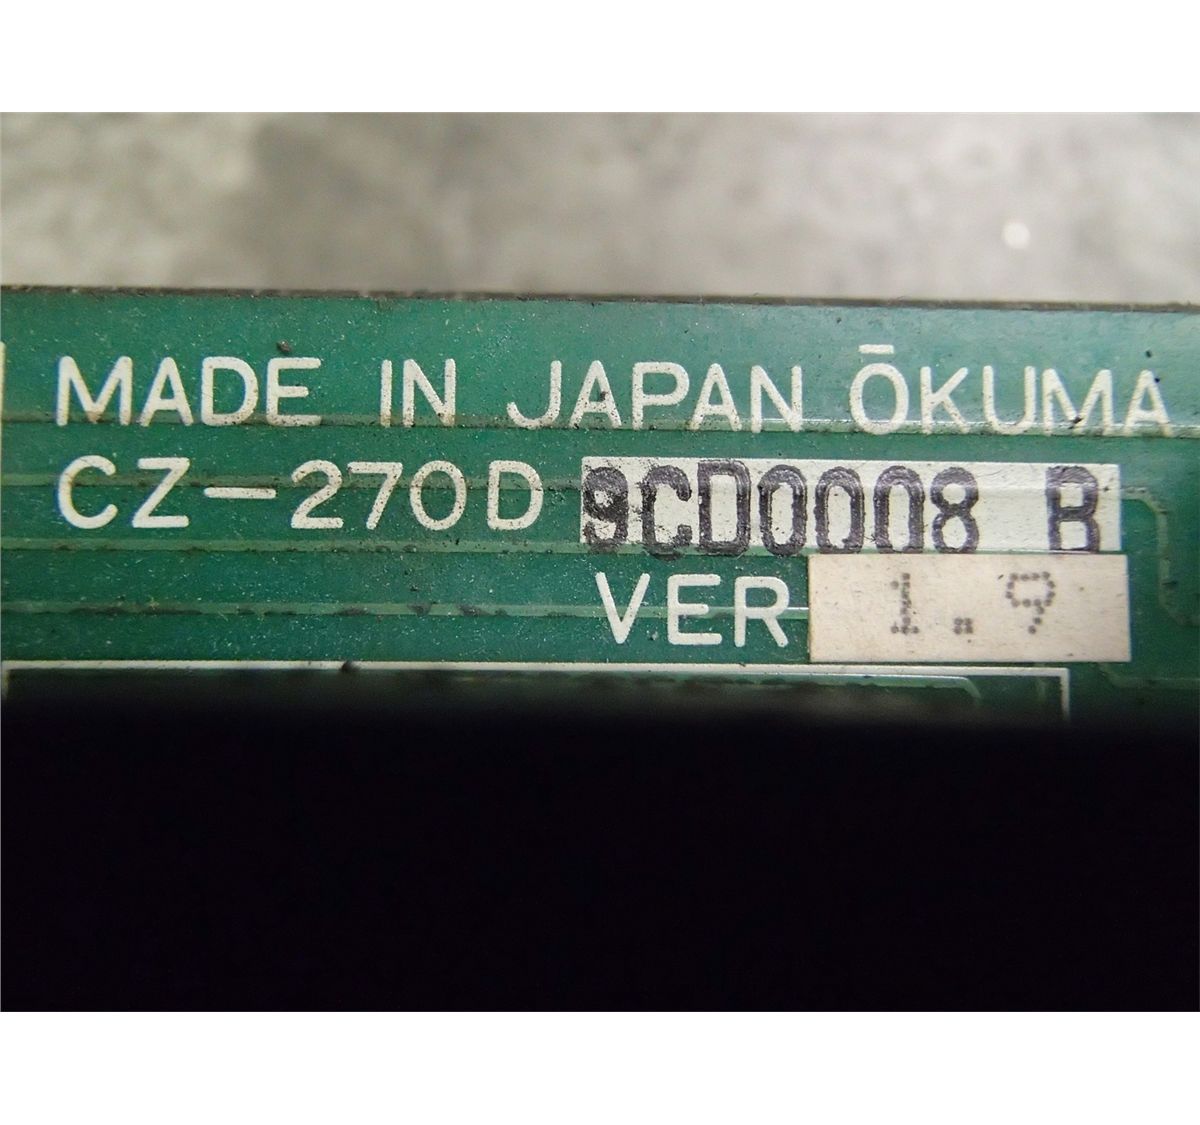 MADE IN JAPAN ŌKUMA
CZ-270D 9CD0008 B
VER 1.9